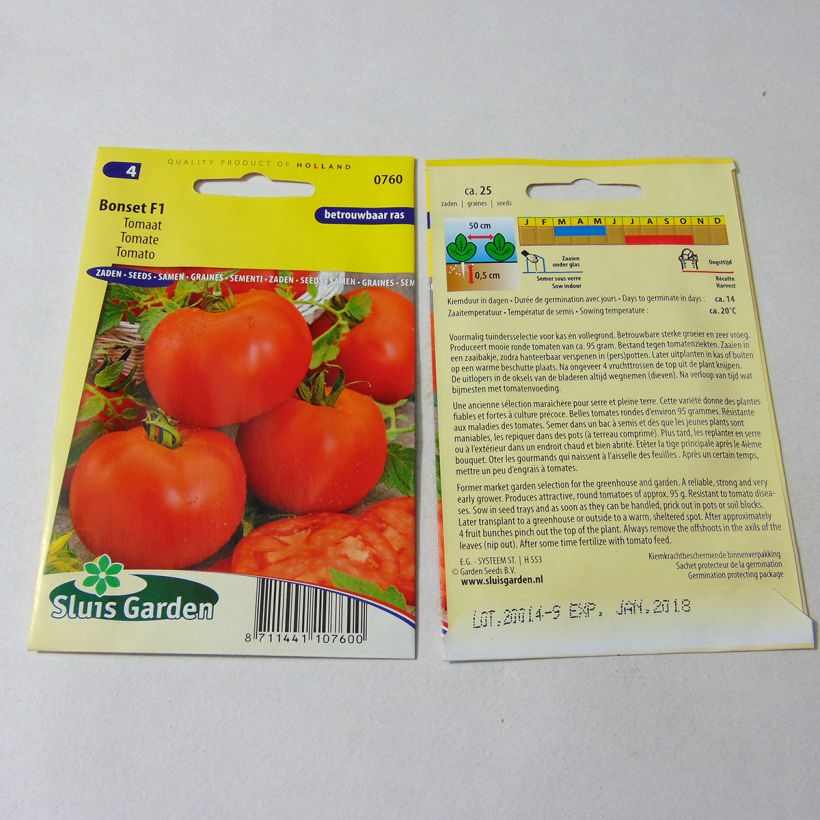 4
QUALITY PRODUCT OF HOLLAND
0760
Bonset F1
betrouwbaar ras
Tomaat
Tomate
Tomato
ZADEN • SEEDS • SAMEN • GRAINES • SEMENTI • ZADEN • SEEDS • SAMEN • GRAINES • SEM
Sluis Garden
8 711441 107600
ca. 25
zaden | graines | seeds
50 cm
0,5 cm
J F M A M J J A S O N D
Zaaien
onder glas
Semer sous verre
Sow indoor
Oogsttijd
Récolte
Harvest
Kiemduur in dagen • Durée de germination avec jours • Days to germinate in days : ca. 14
Zaaitemperatuur • Températur de semis • Sowing temperature : ca. 20°C
Voormalig tuindersselectie voor kas én vollegrond. Betrouwbare sterke groeier en zeer vroeg.
Produceert mooie ronde tomaten van ca. 95 gram. Bestand tegen tomatenziekten. Zaaien in
een zaaibakje, zodra hanteerbaar verspenen in (pers)potten. Later uitplanten in kas of buiten
op een warme beschutte plaats. Na ongeveer 4 vruchttrossen de top uit de plant knijpen.
De uitlopers in de oksels van de bladeren altijd wegnemen (dieven). Na verloop van tijd wat
bijmesten met tomatenvoeding.
Une ancienne sélection maraîchère pour serre et pleine terre. Cette variété donne des plantes
fiables et fortes à culture précoce. Belles tomates rondes d'environ 95 grammes. Résistante
aux maladies des tomates. Semer dans un bac à semis et dès que les jeunes plants sont
maniables, les repiquer dans des pots (à terreau comprimé). Plus tard, les replanter en serre
ou à l'extérieur dans un endroit chaud et bien abrité. Etêter la tige principale après le 4ième
bouquet. Oter les gourmands qui naissent à l'aisselle des feuilles . Après un certain temps,
mettre un peu d'engrais à tomates.
Former market garden selection for the greenhouse and garden. A reliable, strong and very
early grower. Produces attractive, round tomatoes of approx. 95 g. Resistant to tomato disea-
ses. Sow in seed trays and as soon as they can be handled, prick out in pots or soil blocks.
Later transplant to a greenhouse or outside to a warm, sheltered spot. After approximately
4 fruit bunches pinch out the top of the plant. Always remove the offshoots in the axils of the
leaves (nip out). After some time fertilize with tomato feed.
E.G. - SYSTEEM ST. | H 553
© Garden Seeds B.V.
www.sluisgarden.nl
Kiemkrachtbeschermende binnenverpakking
Sachet protecteur de la germination
Germination protecting package
LOT.20014-9 EXP. JAN.2018